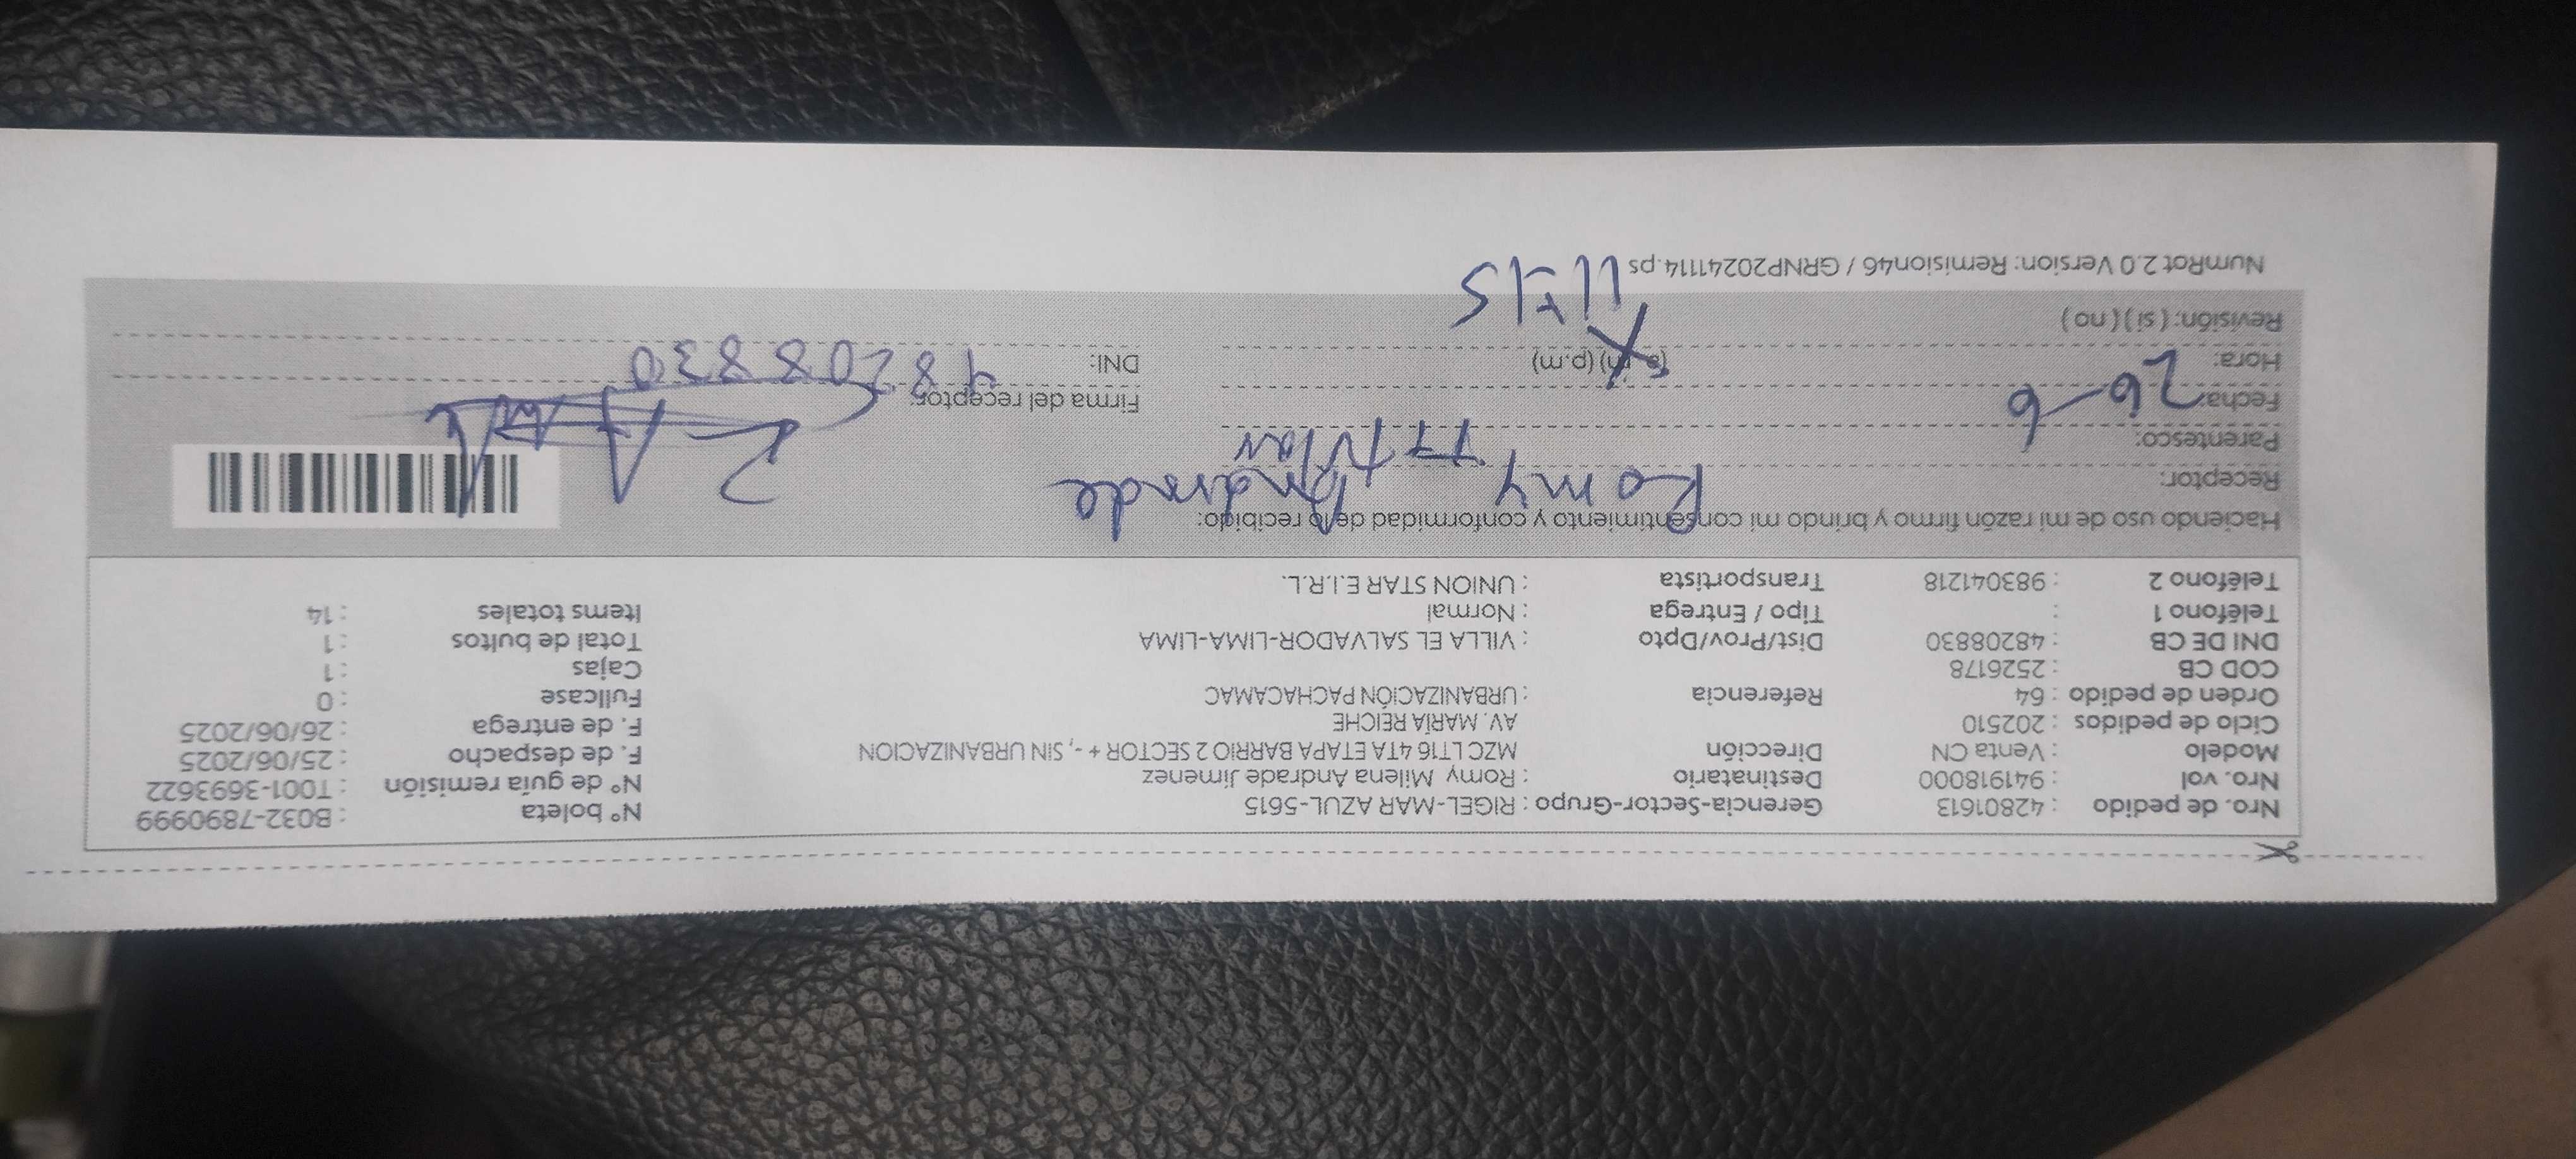 Nro. de pedido : 42801613 Gerencia-Sector-Grupo : RIGEL-MAR AZUL-5615 N° boleta : B032-7890999
Nro. vol : 941918000 Destinatario : Romy Milena Andrade Jimenez N° de guía remisión : T001-3693622
Modelo : Venta CN Dirección MZC LT16 4TA ETAPA BARRIO 2 SECTOR + -, SIN URBANIZACION F. de despacho : 25/06/2025
Ciclo de pedidos : 202510 AV. MARÍA REICHE F. de entrega : 26/06/2025
Orden de pedido : 64 Referencia : URBANIZACIÓN PACHACAMAC Fullcase : 0
COD CB : 2526178 Cajas : 1
DNI DE CB : 48208830 Dist/Prov/Dpto : VILLA EL SALVADOR-LIMA-LIMA Total de bultos : 1
Teléfono 1 : Tipo / Entrega : Normal Items totales : 14
Teléfono 2 : 983041218 Transportista : UNION STAR E.I.R.L.
Haciendo uso de mi razón firmo y brindo mi consentimiento y conformidad de lo recibido:
Receptor: Romy Andrade
Parentesco: Titular
Fecha: 26-6 Firma del receptor:
Hora: (a.m) (p.m) DNI: 48208830
Revisión: ( si ) ( no ) 11:15
NumRot 2.0 Version: Remision46 / GRNP20241114.ps